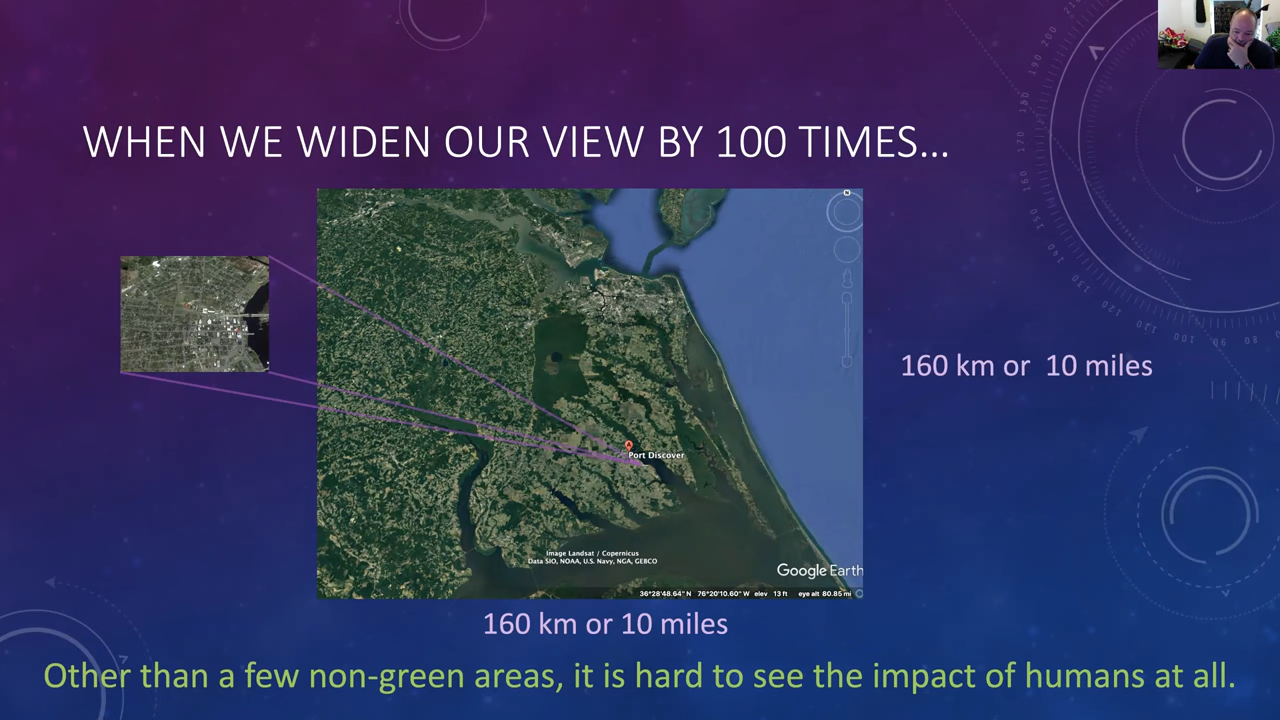 WHEN WE WIDEN OUR VIEW BY 100 TIMES...
Port Discover
160 km or 10 miles
Image Landsat / Copernicus
Data SIO, NOAA, U.S. Navy, NGA, GEBCO
Google Earth
36°28'48.64" N 76°20'10.60" W elev 13 ft eye alt 80.85 mi
160 km or 10 miles
Other than a few non-green areas, it is hard to see the impact of humans at all.